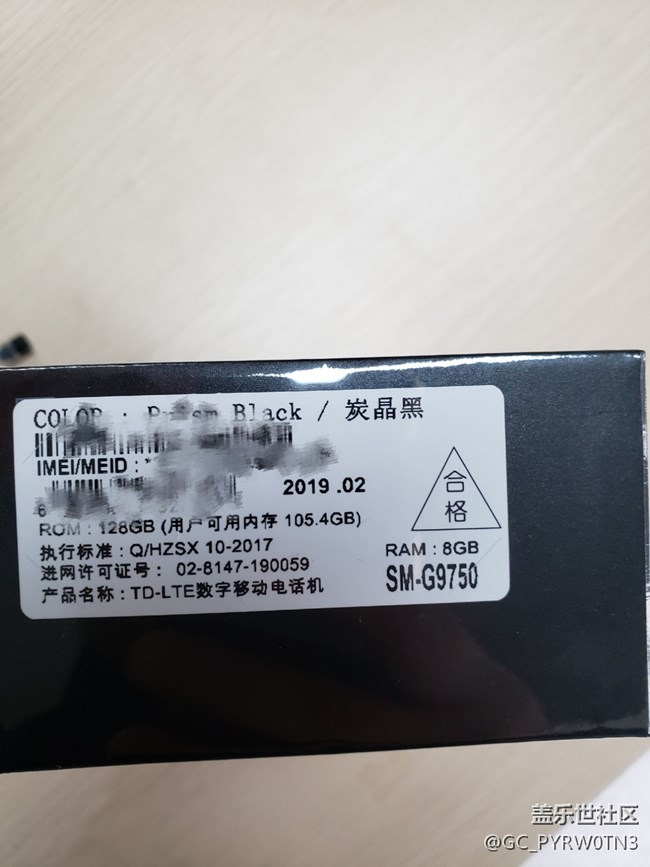 COLOR : Prism Black / 炭晶黑
IMEI/MEID :
2019 .02
ROM : 128GB (用户可用内存 105.4GB)
执行标准 : Q/HZSX 10-2017
进网许可证号： 02-8147-190059
产品名称 : TD-LTE数字移动电话机
合格
RAM : 8GB
SM-G9750
盖乐世社区
@GC_PYRW0TN3